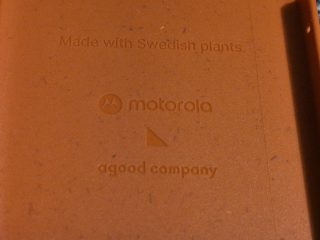 Made with Swedish plants.
motorola
agood company